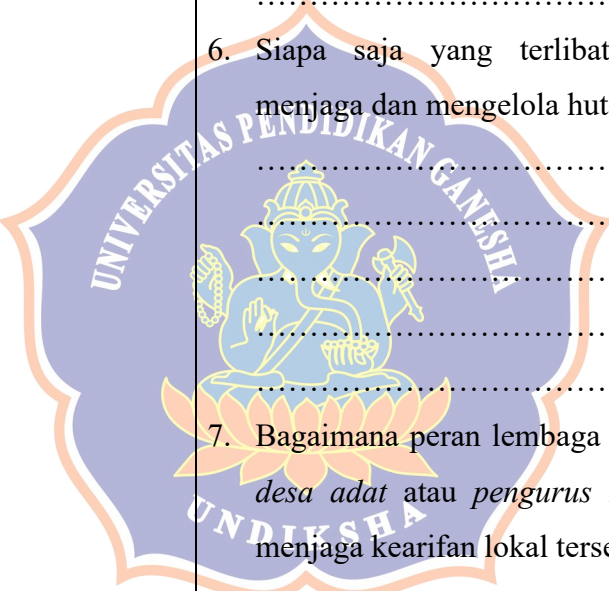 ........................................
6. Siapa saja yang terlibat
menjaga dan mengelola hut
........................................
........................................
........................................
........................................
........................................
7. Bagaimana peran lembaga
desa adat atau pengurus
menjaga kearifan lokal terse
UNIVERSITAS PENDIDIKAN GANESHA
UNDIKSHA